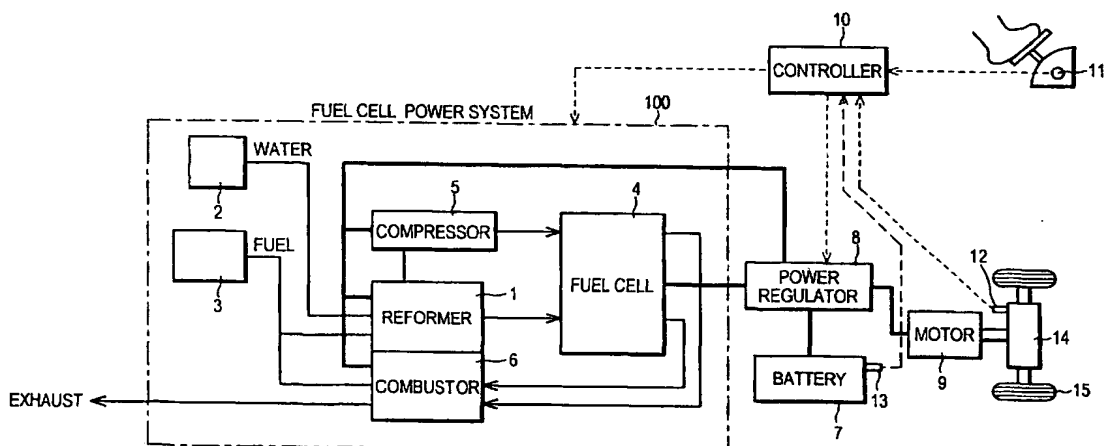 10
CONTROLLER
11
FUEL CELL POWER SYSTEM
100
WATER
2
5
COMPRESSOR
4
FUEL CELL
FUEL
3
1
REFORMER
8
POWER
REGULATOR
12
MOTOR
9
14
6
COMBUSTOR
BATTERY
13
7
15
EXHAUST